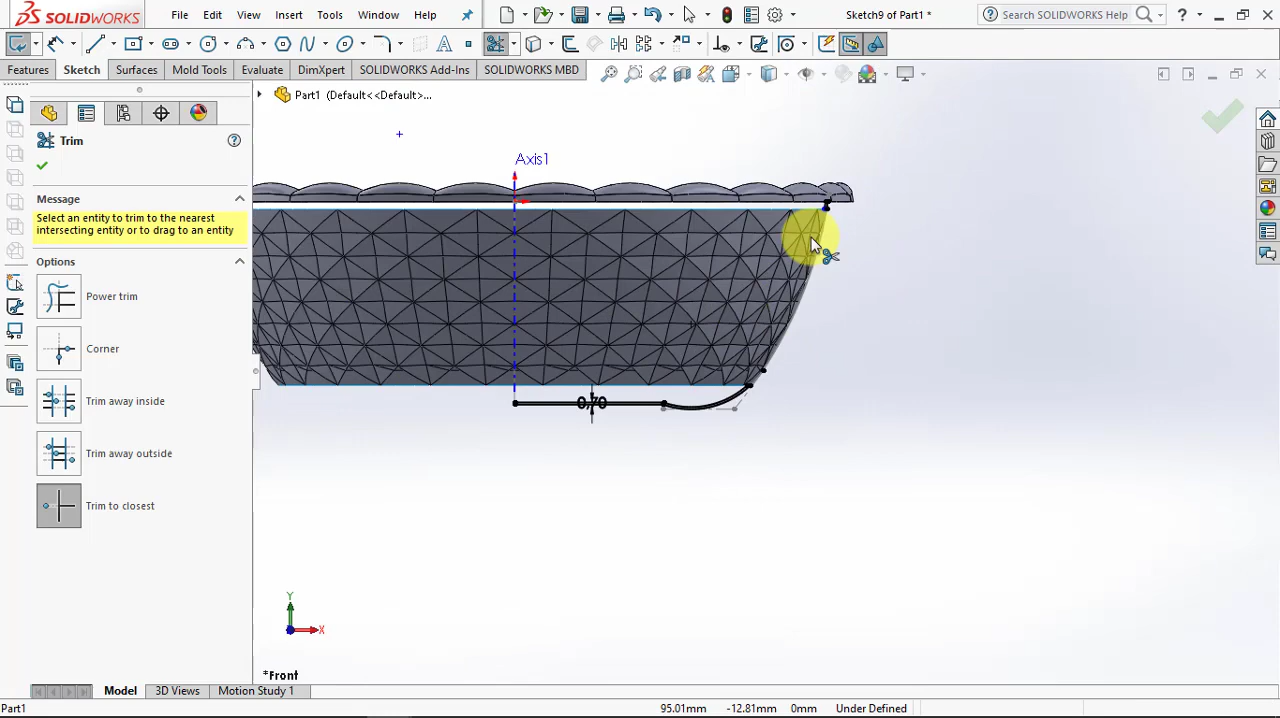 SOLIDWORKS
File Edit View Insert Tools Window Help
Sketch9 of Part1 *
Search SOLIDWORKS Help
?
Features Sketch Surfaces Mold Tools Evaluate DimXpert SOLIDWORKS Add-Ins SOLIDWORKS MBD
Part1 (Default<<Default>...
Trim
?
Message
Select an entity to trim to the nearest
intersecting entity or to drag to an entity
Options
Power trim
Corner
Trim away inside
Trim away outside
Trim to closest
Axis1
0,70
Y
X
*Front
Model 3D Views Motion Study 1
Part1
95.01mm -12.81mm 0mm Under Defined